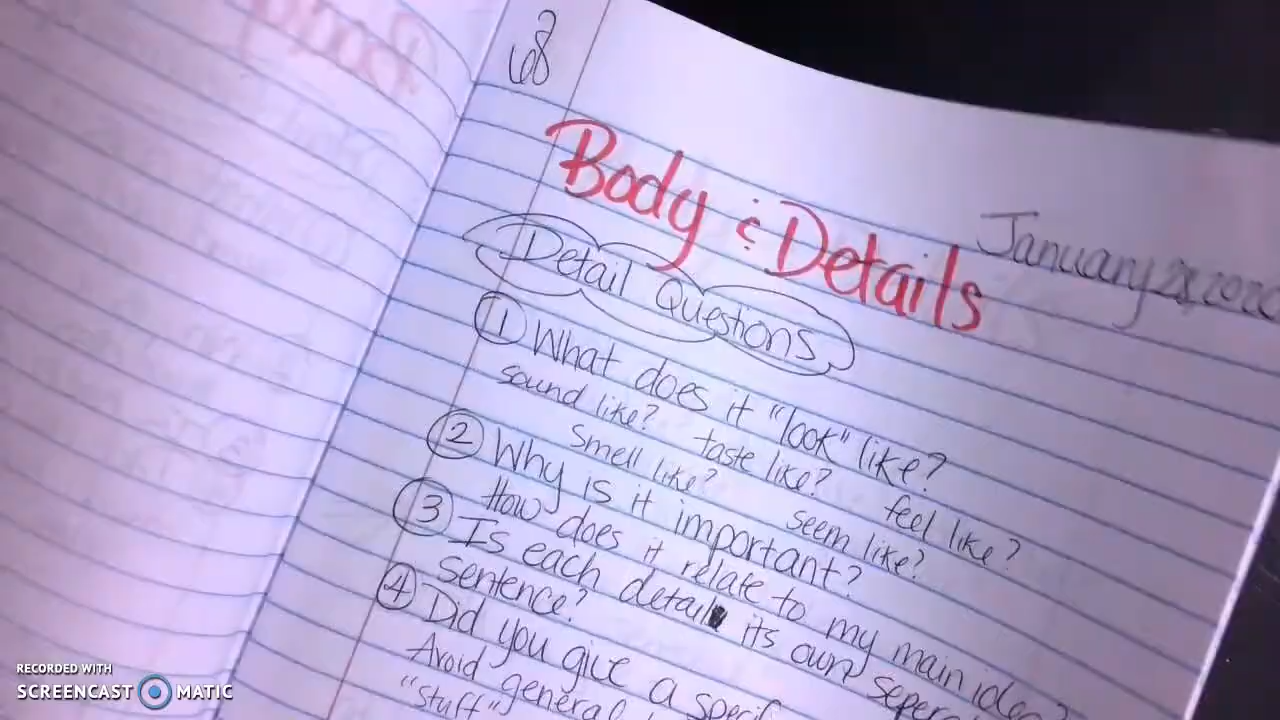 68
Body & Details
January 2020
Detail Questions
① What does it "look" like?
sound like? taste like? feel like?
Smell like? seem like?
② Why is it important?
How does it relate to my main idea?
③ Is each detail its own
sentence?
④ Did you give a
Avoid general
"stuff"
RECORDED WITH
SCREENCAST MATIC